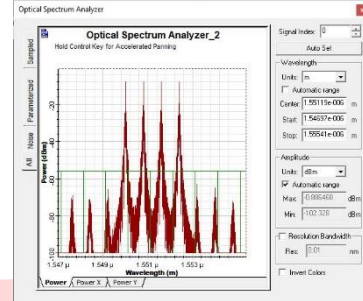 Optical Spectrum Analyzer
Optical Spectrum Analyzer_2
Hold Control Key for Accelerated Panning
Signal Index: 0
Auto Set
Wavelength
Units: m
Automatic range
Center: 1.55119e-006 m
Start: 1.54697e-006 m
Stop: 1.55541e-006 m
Amplitude
Units: dBm
Automatic range
Max: dBm
Min: -102.328 dBm
Resolution Bandwidth
Res: 0.01 nm
Invert Colors
Sampled
Parameterized
Noise
All
Power (dBm)
-20
-40
-60
-80
-100
1.547 µ
1.549 µ
1.551 µ
1.553 µ
Wavelength (m)
Power
Power X
Power Y